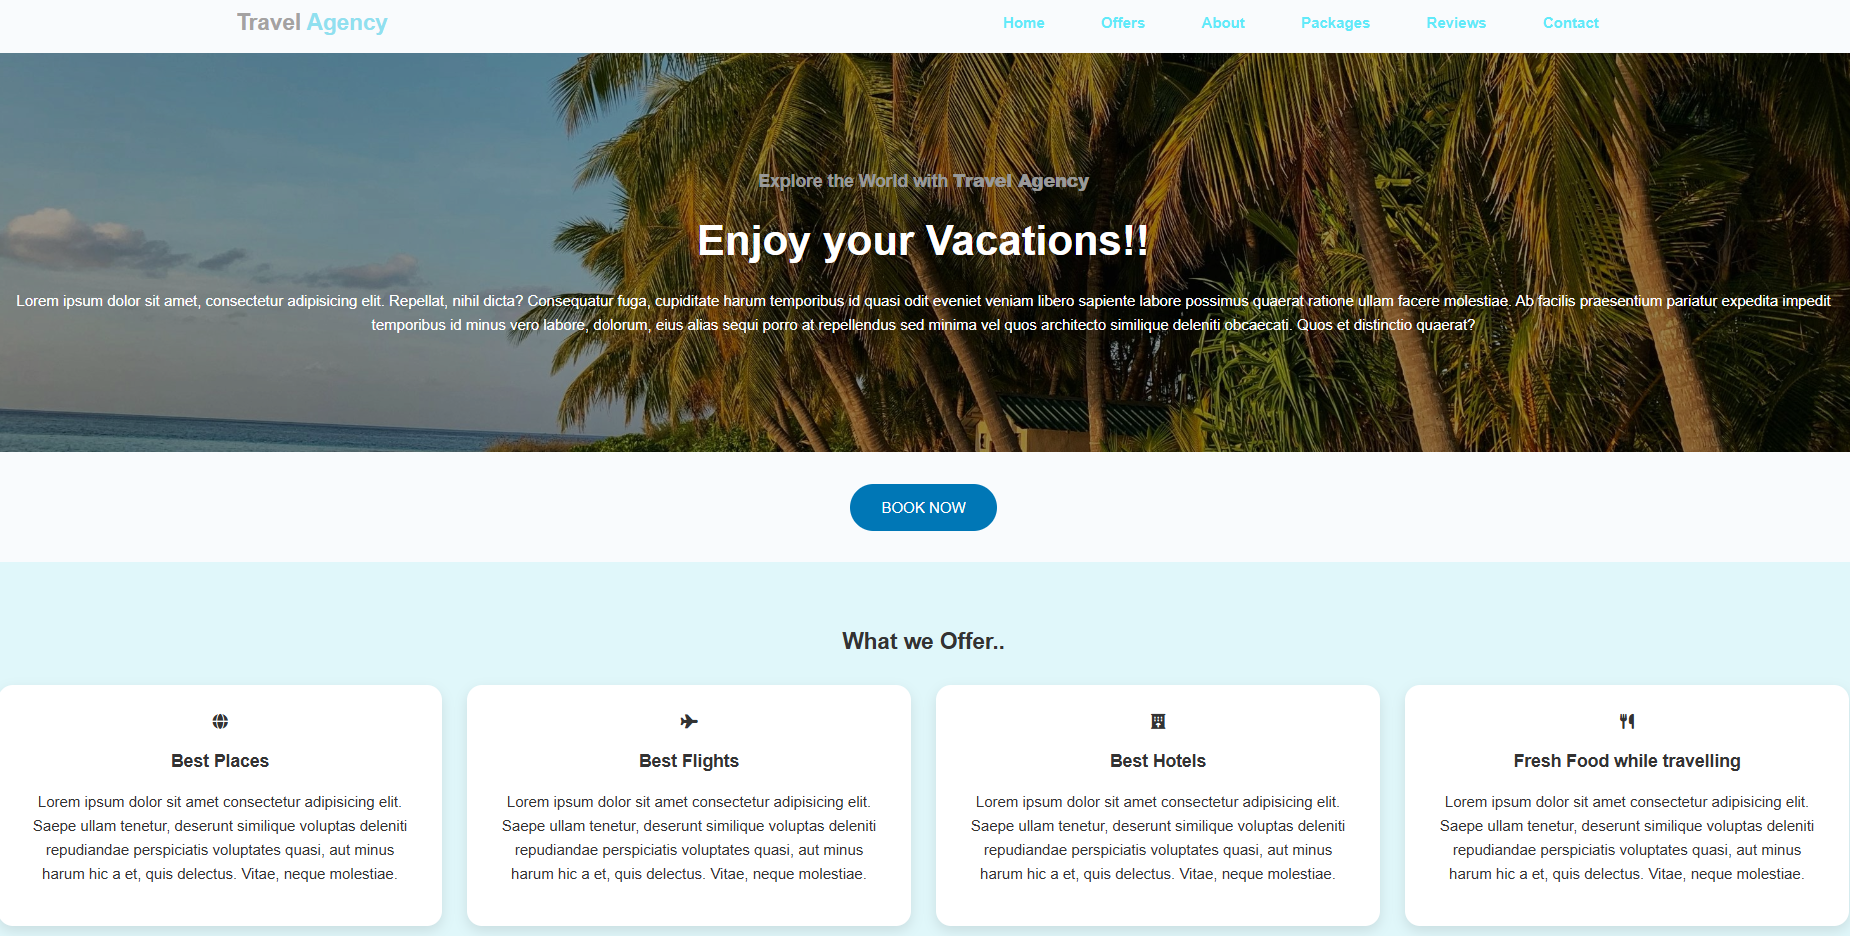 Travel Agency
Home Offers About Packages Reviews Contact
Explore the World with Travel Agency
Enjoy your Vacations!!
Lorem ipsum dolor sit amet, consectetur adipisicing elit. Repellat, nihil dicta? Consequatur fuga, cupiditate harum temporibus id quasi odit eveniet veniam libero sapiente labore possimus quaerat ratione ullam facere molestiae. Ab facilis praesentium pariatur expedita impedit
temporibus id minus vero labore, dolorum, eius alias sequi porro at repellendus sed minima vel quos architecto similique deleniti obcaecati. Quos et distinctio quaerat?
BOOK NOW
What we Offer..
Best Places
Lorem ipsum dolor sit amet consectetur adipisicing elit.
Saepe ullam tenetur, deserunt similique voluptas deleniti
repudiandae perspiciatis voluptates quasi, aut minus
harum hic a et, quis delectus. Vitae, neque molestiae.
Best Flights
Lorem ipsum dolor sit amet consectetur adipisicing elit.
Saepe ullam tenetur, deserunt similique voluptas deleniti
repudiandae perspiciatis voluptates quasi, aut minus
harum hic a et, quis delectus. Vitae, neque molestiae.
Best Hotels
Lorem ipsum dolor sit amet consectetur adipisicing elit.
Saepe ullam tenetur, deserunt similique voluptas deleniti
repudiandae perspiciatis voluptates quasi, aut minus
harum hic a et, quis delectus. Vitae, neque molestiae.
Fresh Food while travelling
Lorem ipsum dolor sit amet consectetur adipisicing elit.
Saepe ullam tenetur, deserunt similique voluptas deleniti
repudiandae perspiciatis voluptates quasi, aut minus
harum hic a et, quis delectus. Vitae, neque molestiae.